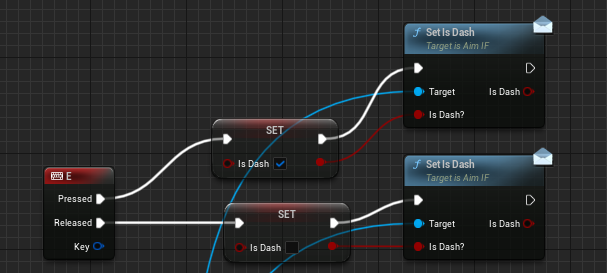 f Set Is Dash
Target is Aim IF
Target
Is Dash
Is Dash?
SET
Is Dash
E
Pressed
Released
Key
SET
Is Dash
f Set Is Dash
Target is Aim IF
Target
Is Dash
Is Dash?